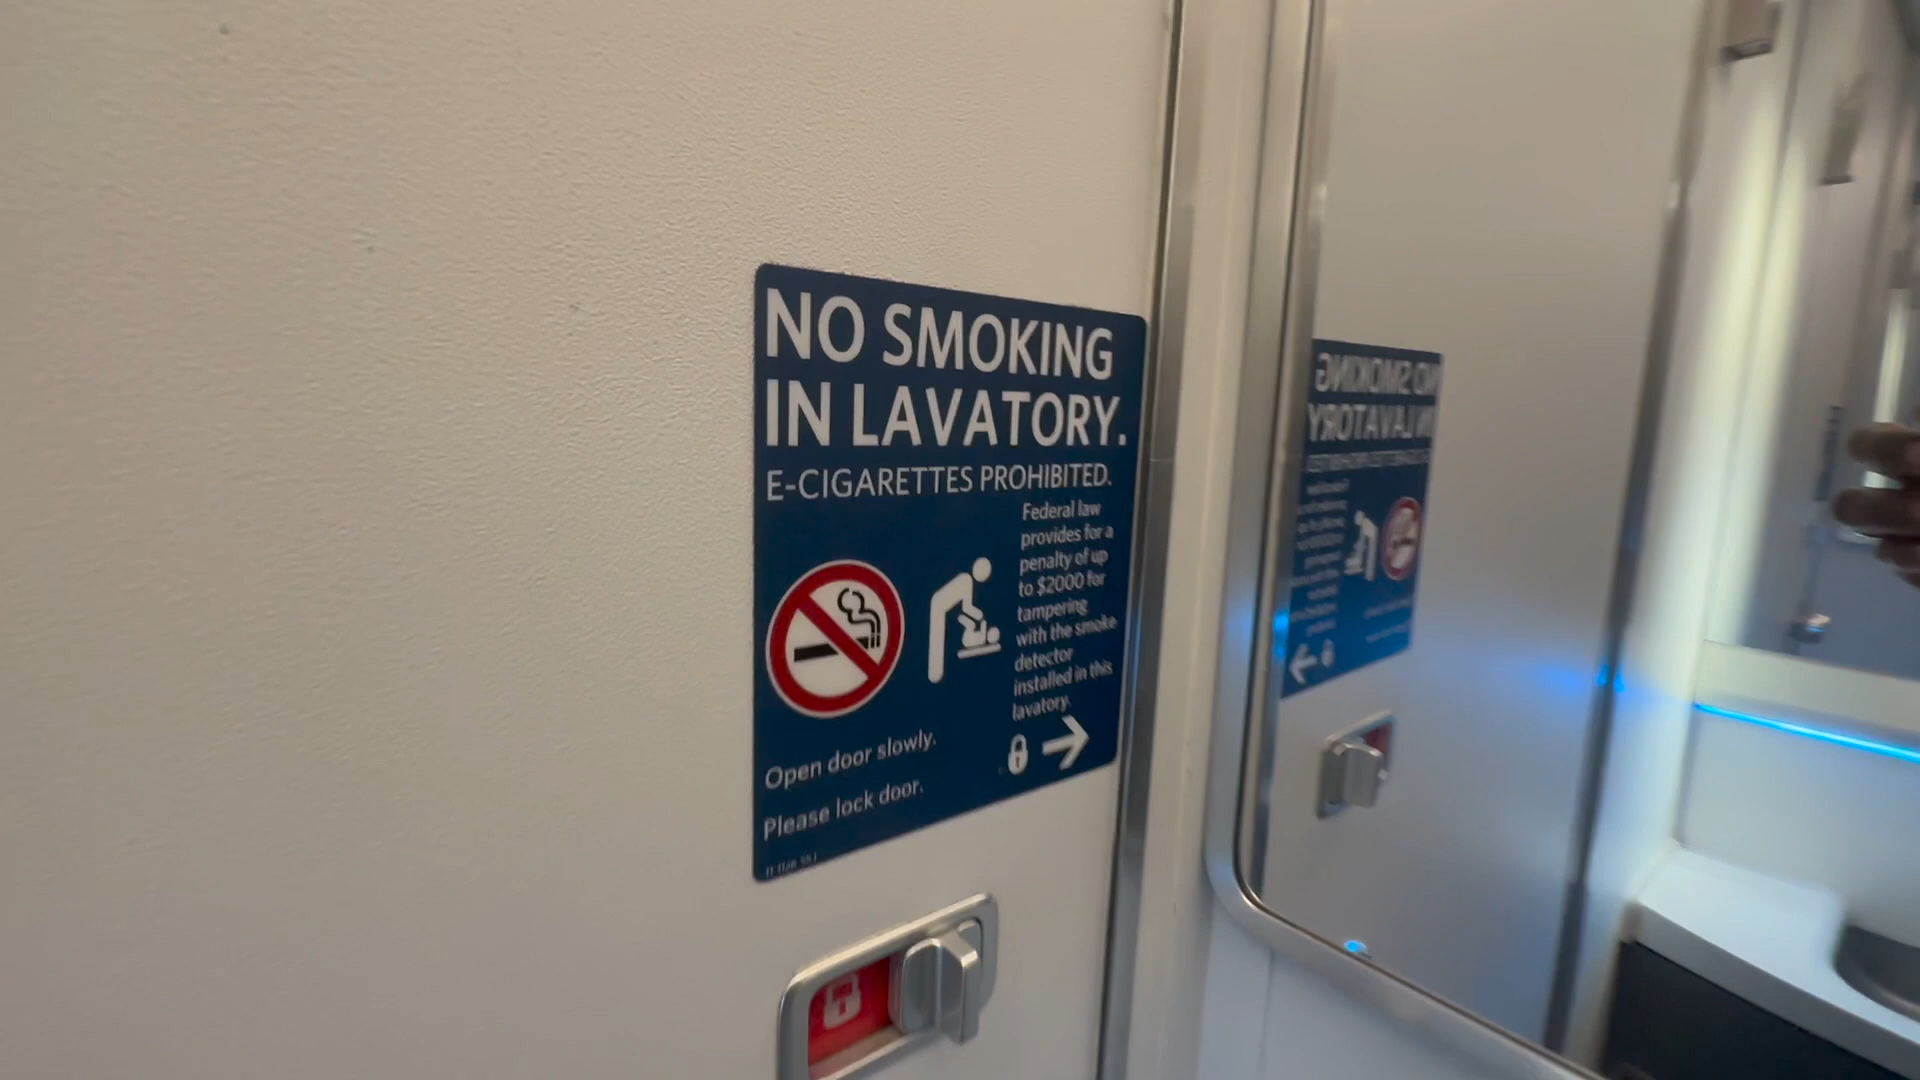 NO SMOKING
IN LAVATORY.
E-CIGARETTES PROHIBITED.
Federal law
provides for a
penalty of up
to $2000 for
tampering
with the smoke
detector
installed in this
lavatory.
Open door slowly.
Please lock door.
NO SMOKING
IN LAVATORY